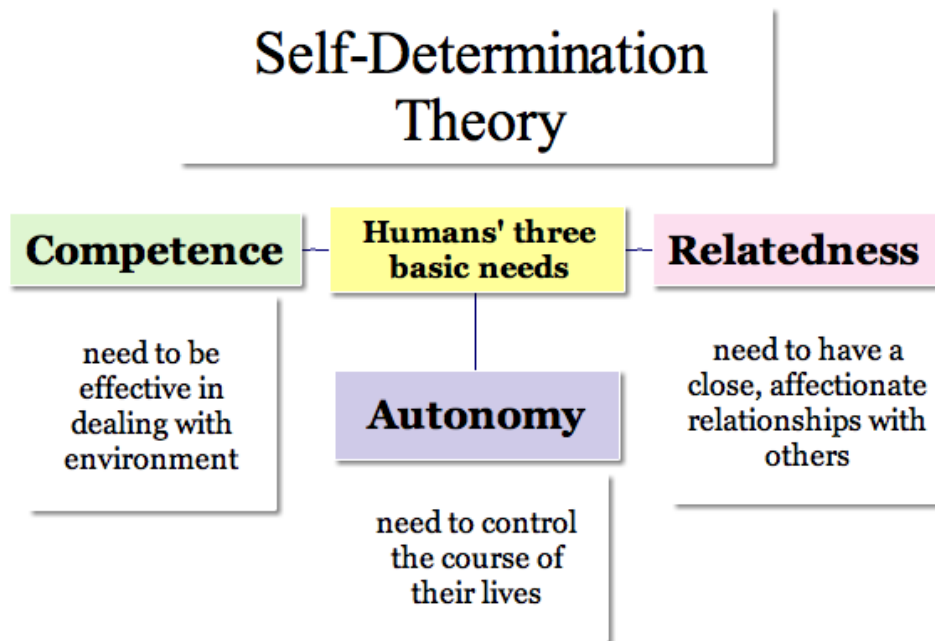 Self-Determination
Theory
Competence
Humans' three
basic needs
Relatedness
need to be
effective in
dealing with
environment
Autonomy
need to control
the course of
their lives
need to have a
close, affectionate
relationships with
others